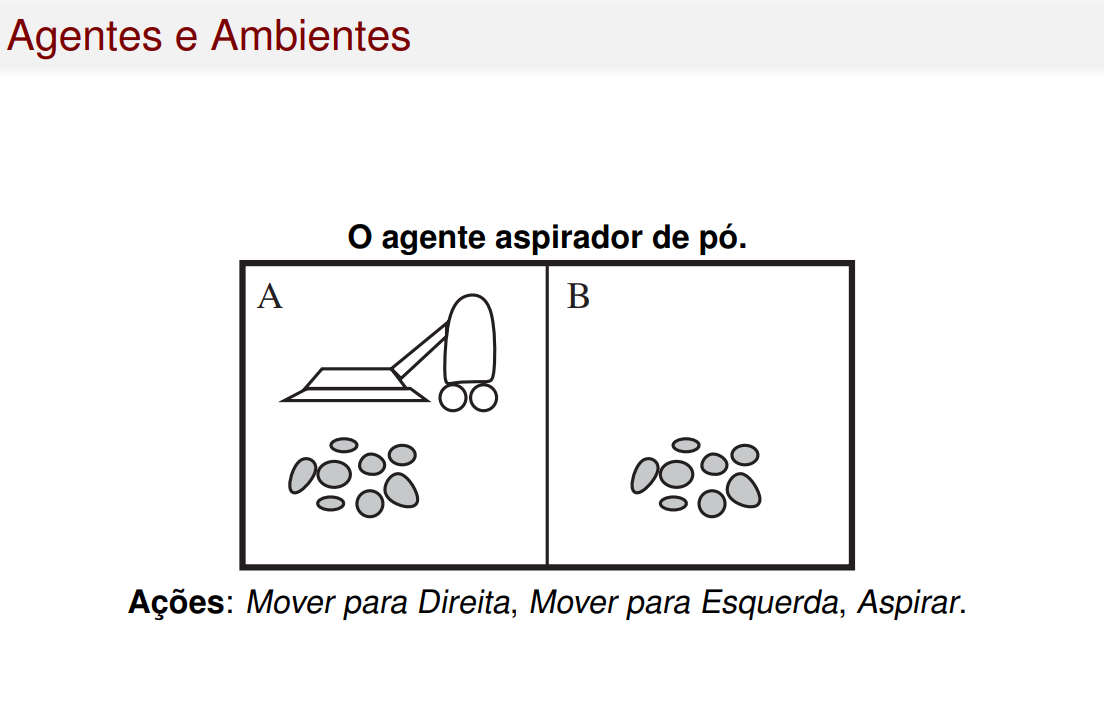 Agentes e Ambientes
O agente aspirador de pó.
A
B
Ações: Mover para Direita, Mover para Esquerda, Aspirar.